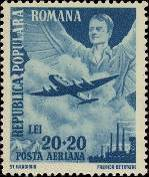 REPUBLICA POPULARA
ROMANA
LEI
20+20
POSTA AERIANA